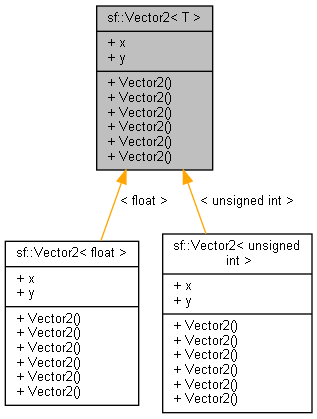 sf::Vector2< T >
+ x
+ y
+ Vector2()
+ Vector2()
+ Vector2()
+ Vector2()
+ Vector2()
+ Vector2()
< float >
< unsigned int >
sf::Vector2< float >
+ x
+ y
+ Vector2()
+ Vector2()
+ Vector2()
+ Vector2()
+ Vector2()
+ Vector2()
sf::Vector2< unsigned
int >
+ x
+ y
+ Vector2()
+ Vector2()
+ Vector2()
+ Vector2()
+ Vector2()
+ Vector2()